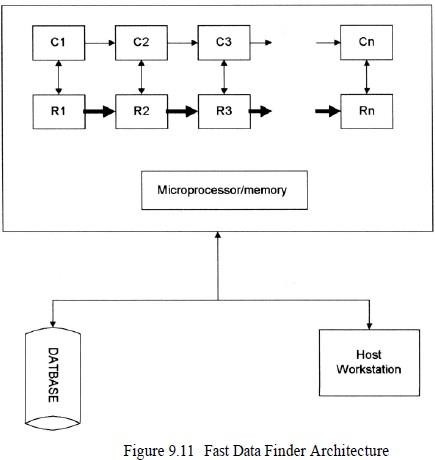 C1 C2 C3 Cn
R1 R2 R3 Rn
Microprocessor/memory
DATBASE
Host
Workstation
Figure 9.11 Fast Data Finder Architecture